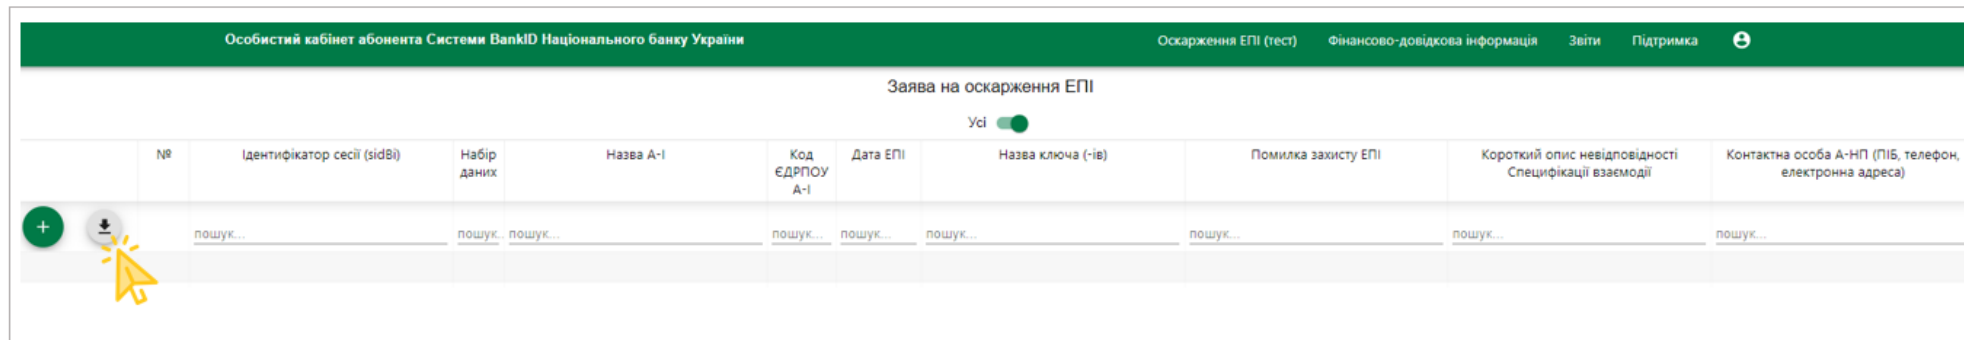 Особистий кабінет абонента Системи BankID Національного банку України
Оскарження ЕПІ (тест) Фінансово-довідкова інформація Звіти Підтримка
Заява на оскарження ЕПІ
Усі
№ Ідентифікатор сесії (sidBi) Набір даних Назва А-І Код ЄДРПОУ А-І Дата ЕПІ Назва ключа (-ів) Помилка захисту ЕПІ Короткий опис невідповідності Специфікації взаємодії Контактна особа А-НП (ПІБ, телефон, електронна адреса)
пошук... пошук.. пошук... пошук... пошук... пошук... пошук... пошук... пошук...